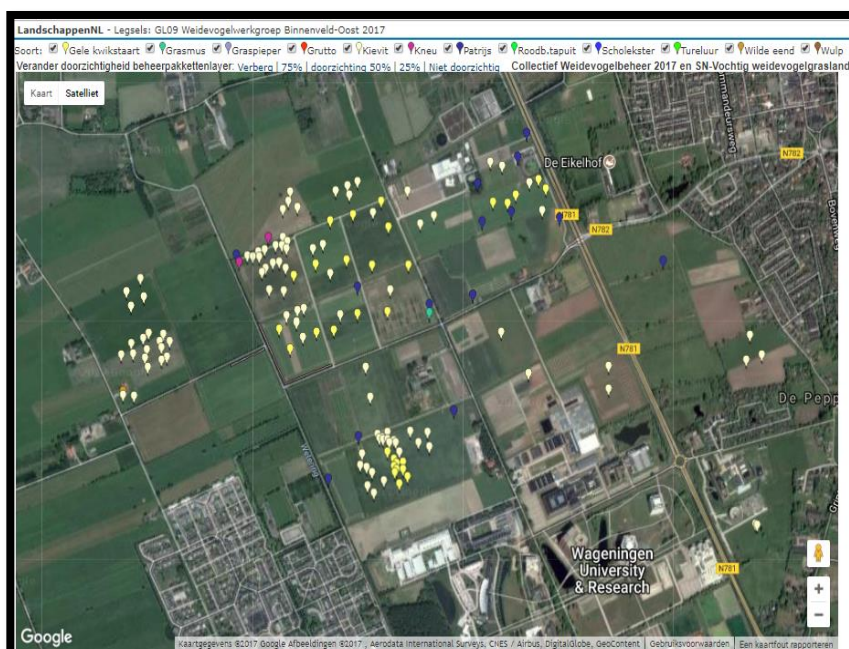 LandschappenNL - Legsels: GL09 Weidevogelwerkgroep Binnenveld-Oost 2017
Soort: Gele kwikstaart Grasmus Graspieper Grutto Kievit Kneu Patrijs Roodb.tapuit Scholekster Tureluur Wilde eend Wulp
Verander doorzichtigheid beheerpakkettenlayer: Verberg | 75% | doorzichting 50% | 25% | Niet doorzichtig Collectief Weidevogelbeheer 2017 en SN-Vochtig weidevogelgrasland
Kaart Satelliet
N782
De Eikelhof
N782
Bovenweg
N781
N782
N781
De Pepp
Wageningen
University
& Research
N781
Google
Kaartgegevens ©2017 Google Afbeeldingen ©2017 , Aerodata International Surveys, CNES / Airbus, DigitalGlobe, GeoContent Gebruiksvoorwaarden Een kaartfout rapporteren